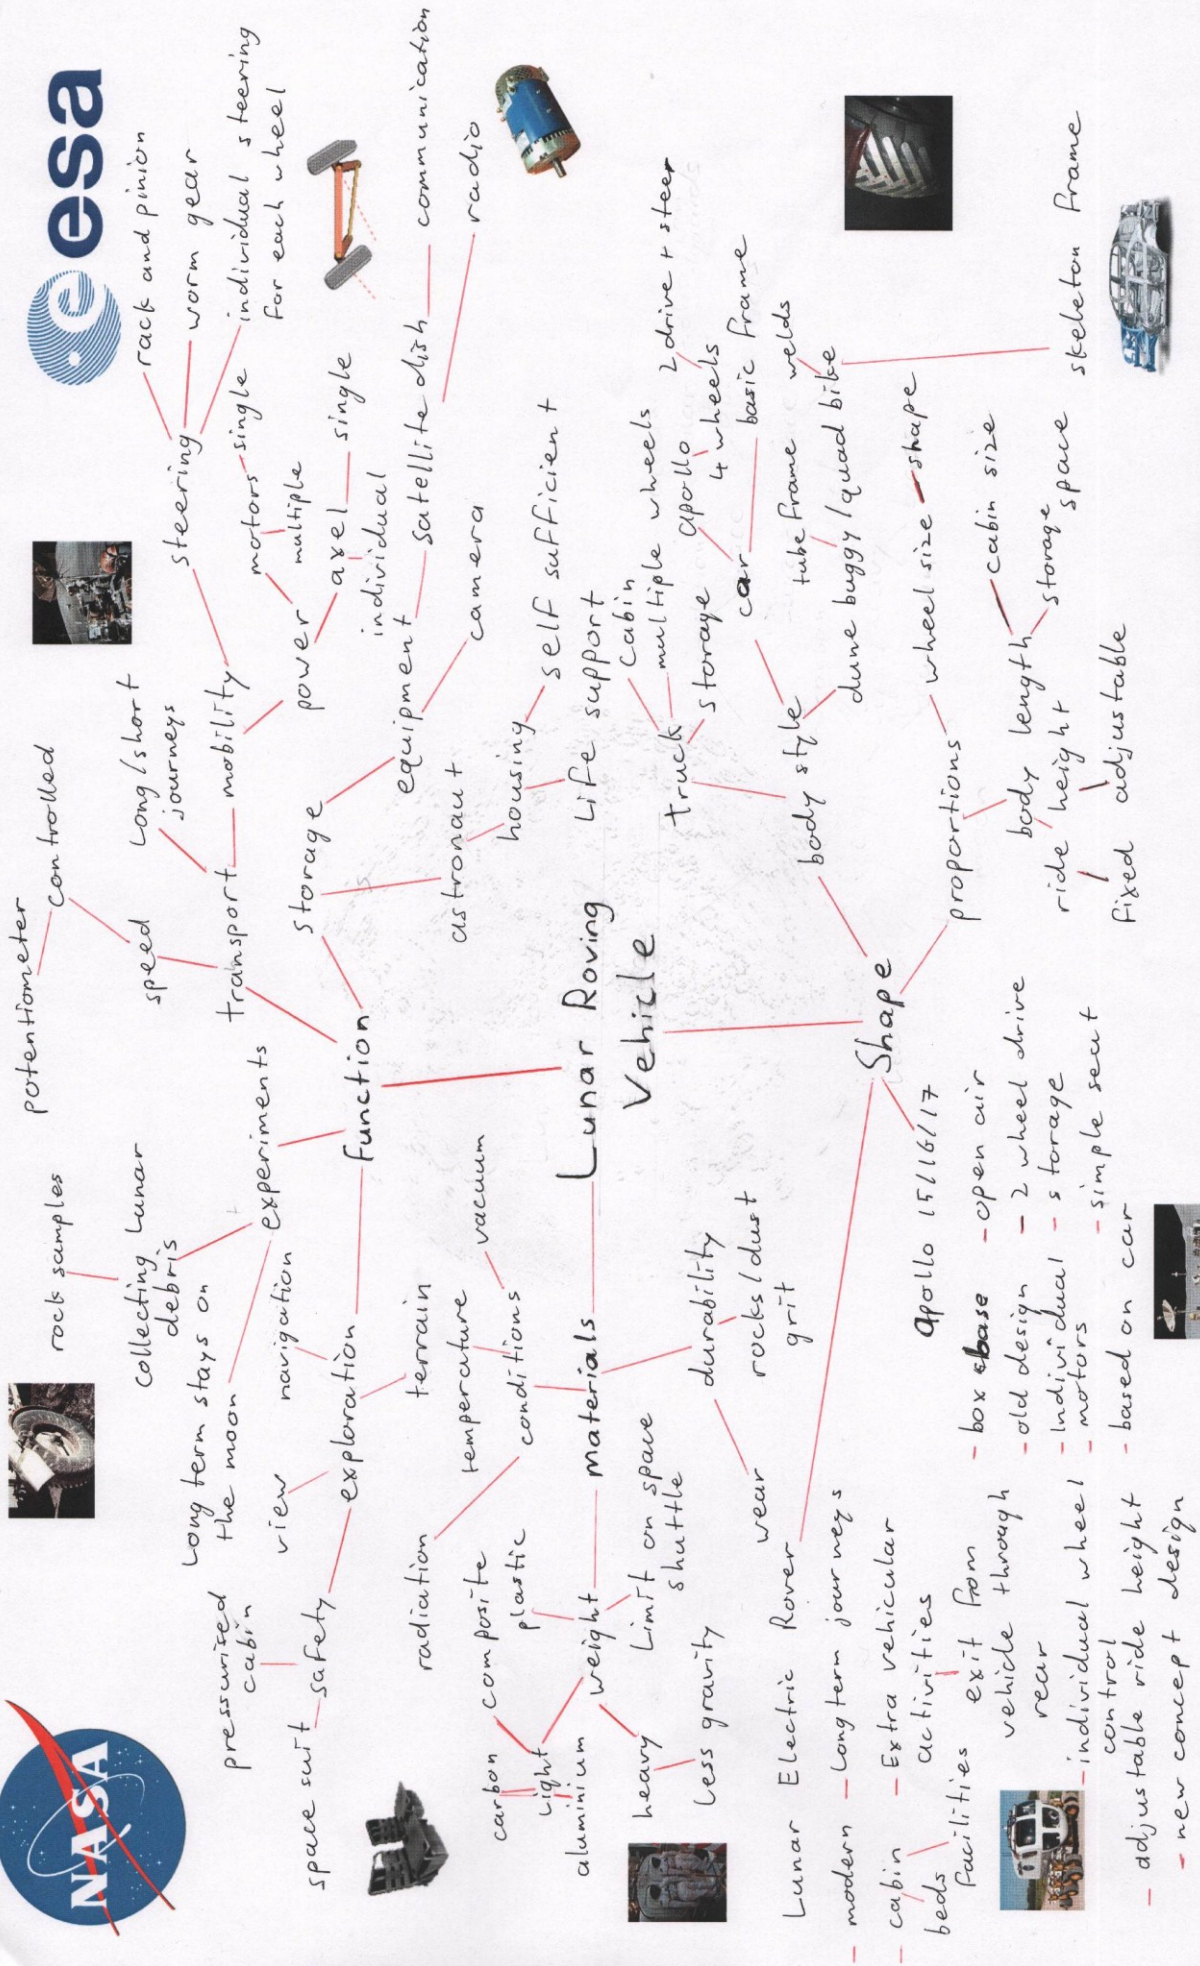 NASA
esa
potentiometer
controlled
rock samples
speed
Long/short
journeys
rack and pinion
worm gear
individual steering
for each wheel
collecting Lunar
debris
Long term stays on
the moon
experiments
transport
mobility
steering
motors
single
multiple
power
axel
single
individual
pressurised
cabin
view
navigation
space suit
safety
exploration
terrain
Function
storage
equipment
satellite dish
communication
radio
camera
astronaut
housing
self sufficient
Life support
radiation
temperature
vacuum
conditions
Lunar Roving
Vehicle
carbon
composite
plastic
Light
aluminium
weight
materials
heavy
Less gravity
Limit on space
shuttle
durability
wear
rocks/dust
grit
truck
cabin
multiple wheels
storage
body style
car
apollo
4 wheels
2 drive + steer
basic frame
tube frame
welds
dune buggy/quad bike
skeleton frame
Shape
proportions
wheel size
shape
body length
cabin size
storage
space
ride height
fixed
adjustable
Lunar Electric Rover
- modern
- Longterm journeys
- cabin
- Extra vehicular
activities
beds
facilities
exit from
vehicle through
rear
- individual wheel
control
- adjustable ride height
- new concept design
apollo 15/16/17
- box base
- open air
- old design
- 2 wheel drive
- Individual
motors
- storage
- simple seat
- based on car